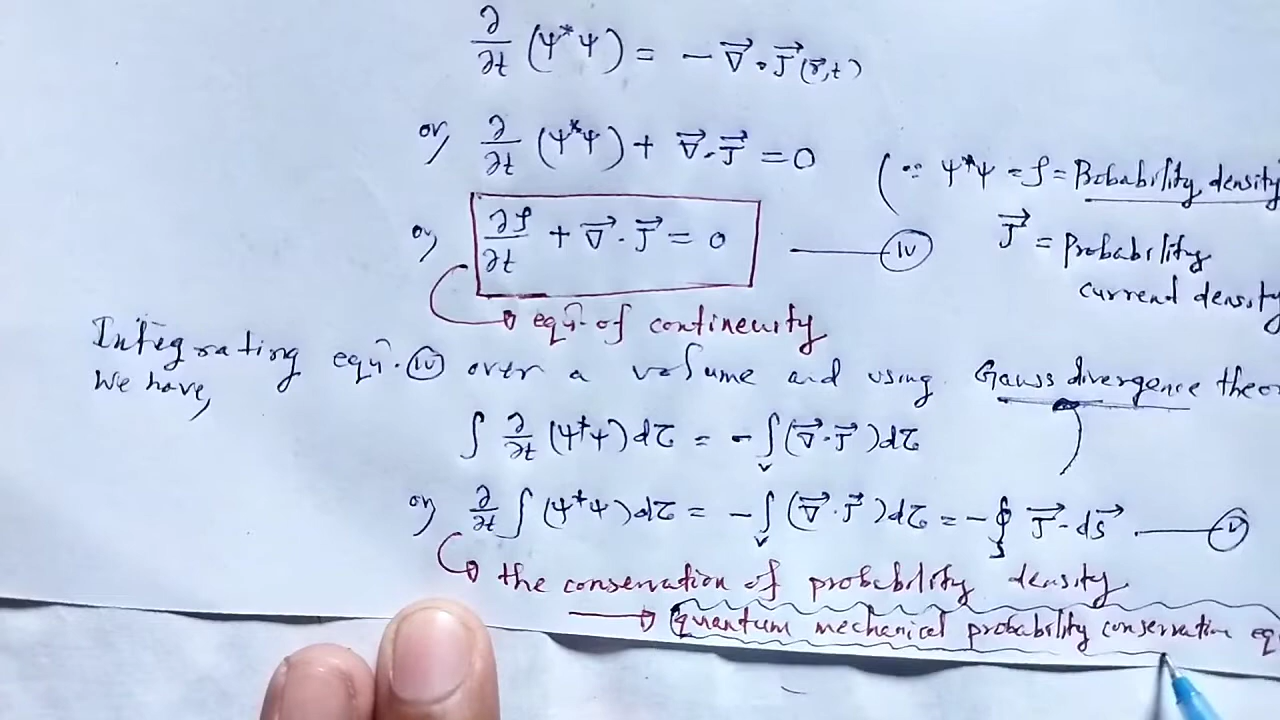 ∂/∂t (ψ*ψ) = - ∇⃗ . J⃗(r⃗,t)
or, ∂/∂t (ψ*ψ) + ∇⃗.J⃗ = 0 (∵ ψ*ψ = ρ = Probability density
or, ∂ρ/∂t + ∇⃗ . J⃗ = 0 —— (iv) J⃗ = Probability
current density
eqn. of contineuity
Integrating eqn. (iv) over a volume and using Gauss divergence theo
We have,
∫ ∂/∂t (ψ*ψ) dτ = - ∫v (∇⃗.J⃗) dτ
or, ∂/∂t ∫ (ψ*ψ) dτ = - ∫v (∇⃗.J⃗) dτ = - ∮s J⃗. ds⃗ —— (v)
the conservation of probability density
→ quantum mechanical probability conservation eq